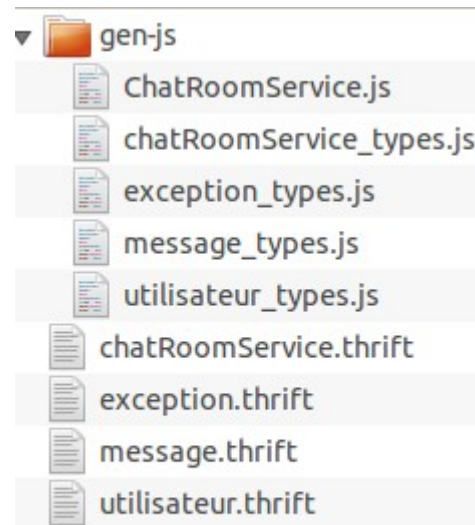 gen-js
ChatRoomService.js
chatRoomService_types.js
exception_types.js
message_types.js
utilisateur_types.js
chatRoomService.thrift
exception.thrift
message.thrift
utilisateur.thrift